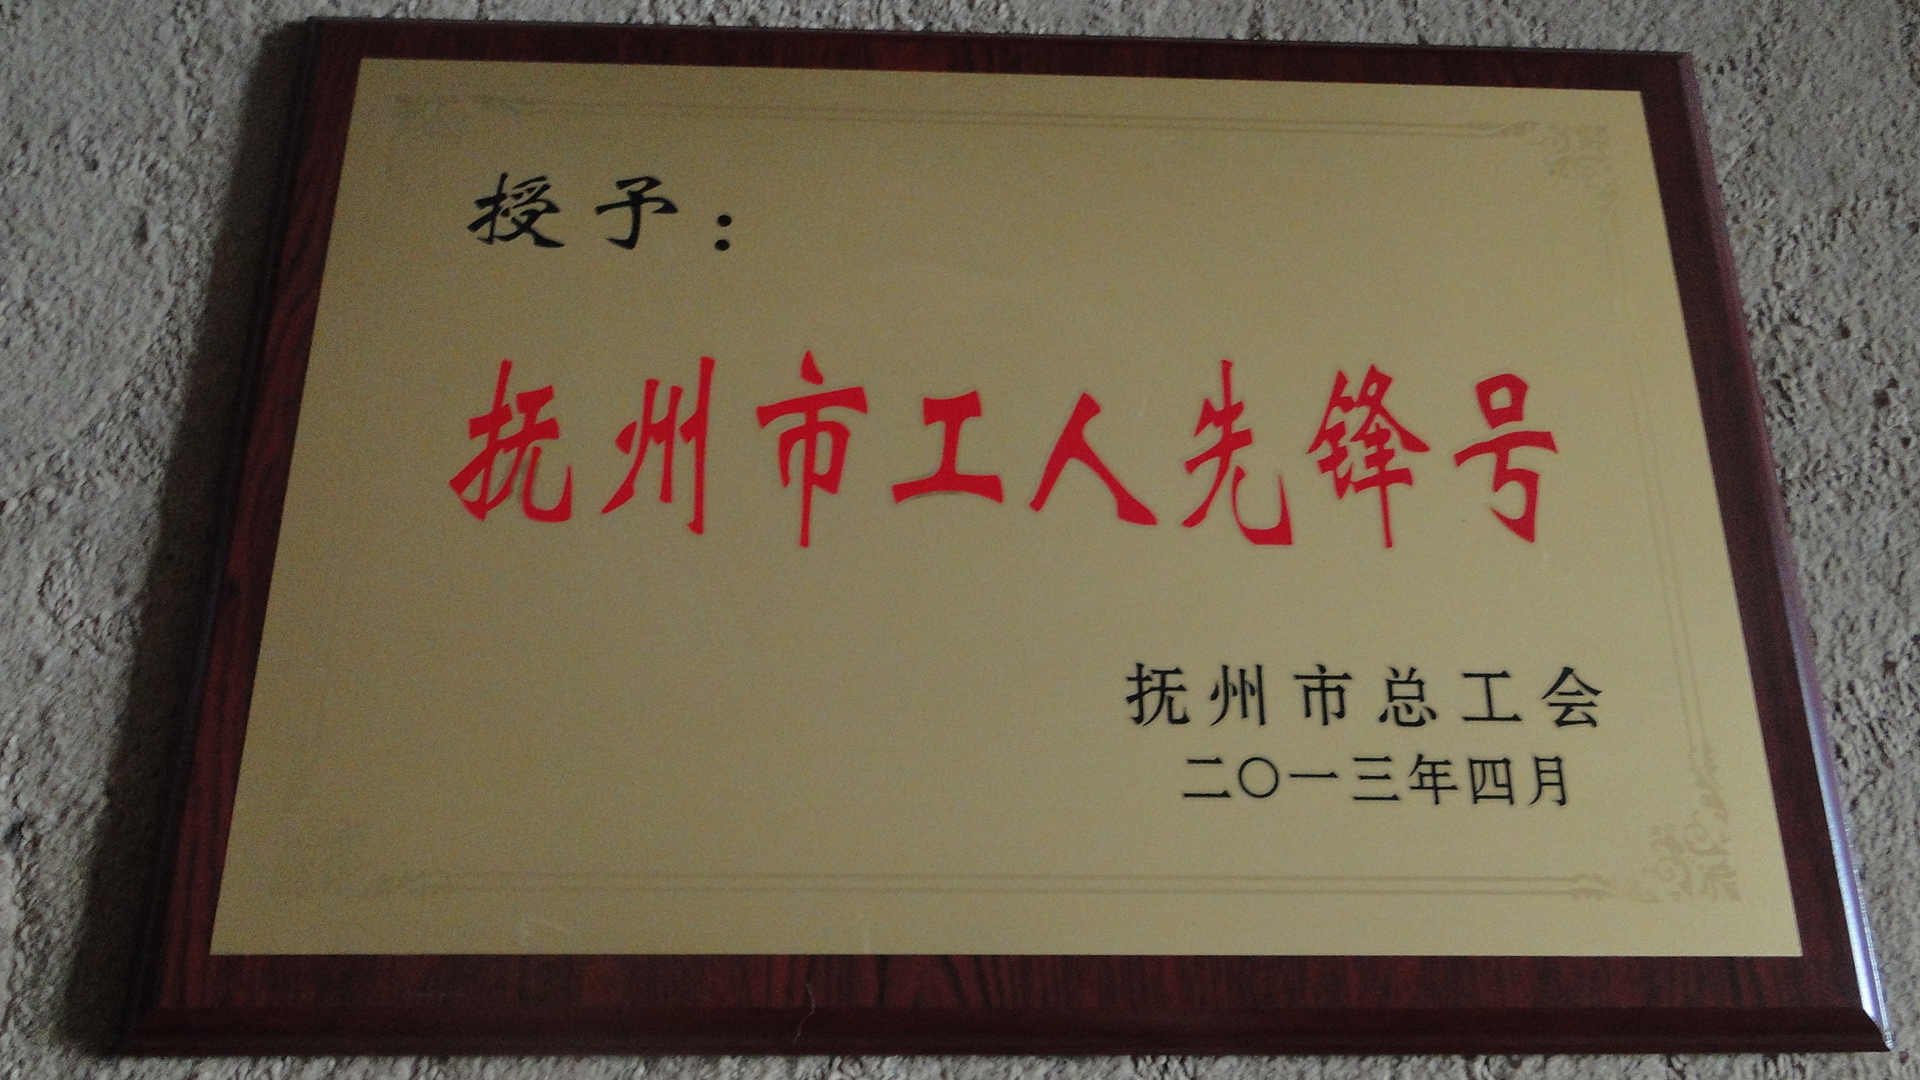 授予：
抚州市工人先锋号
抚州市总工会
二〇一三年四月